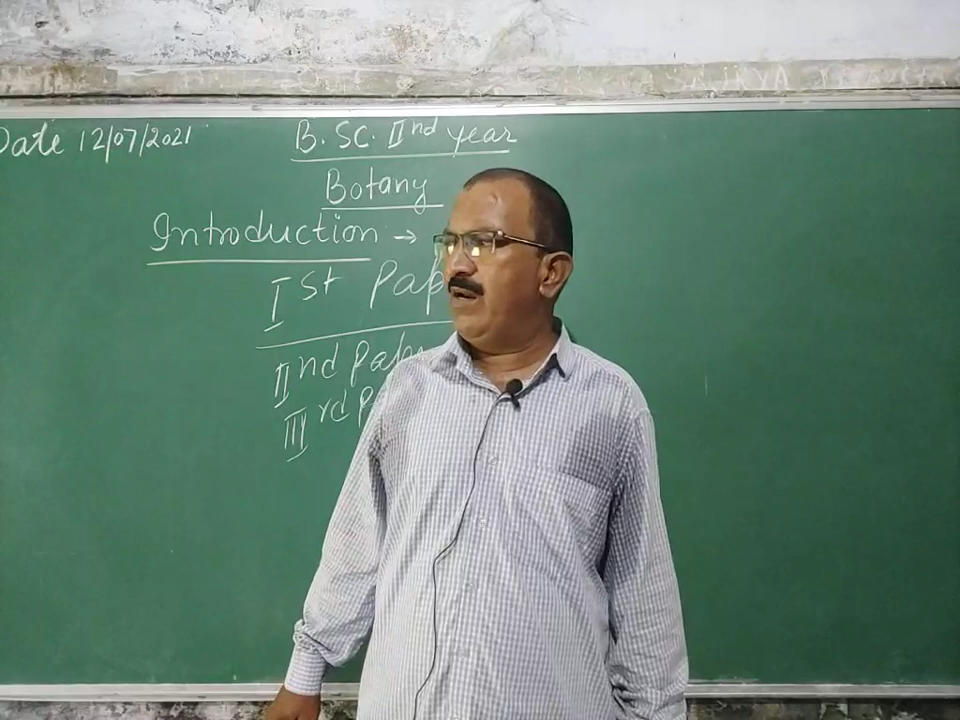 Date 12/07/2021
B. SC. IInd year
Botany
Introduction →
Ist Pap
IInd Pap
IIIrd P